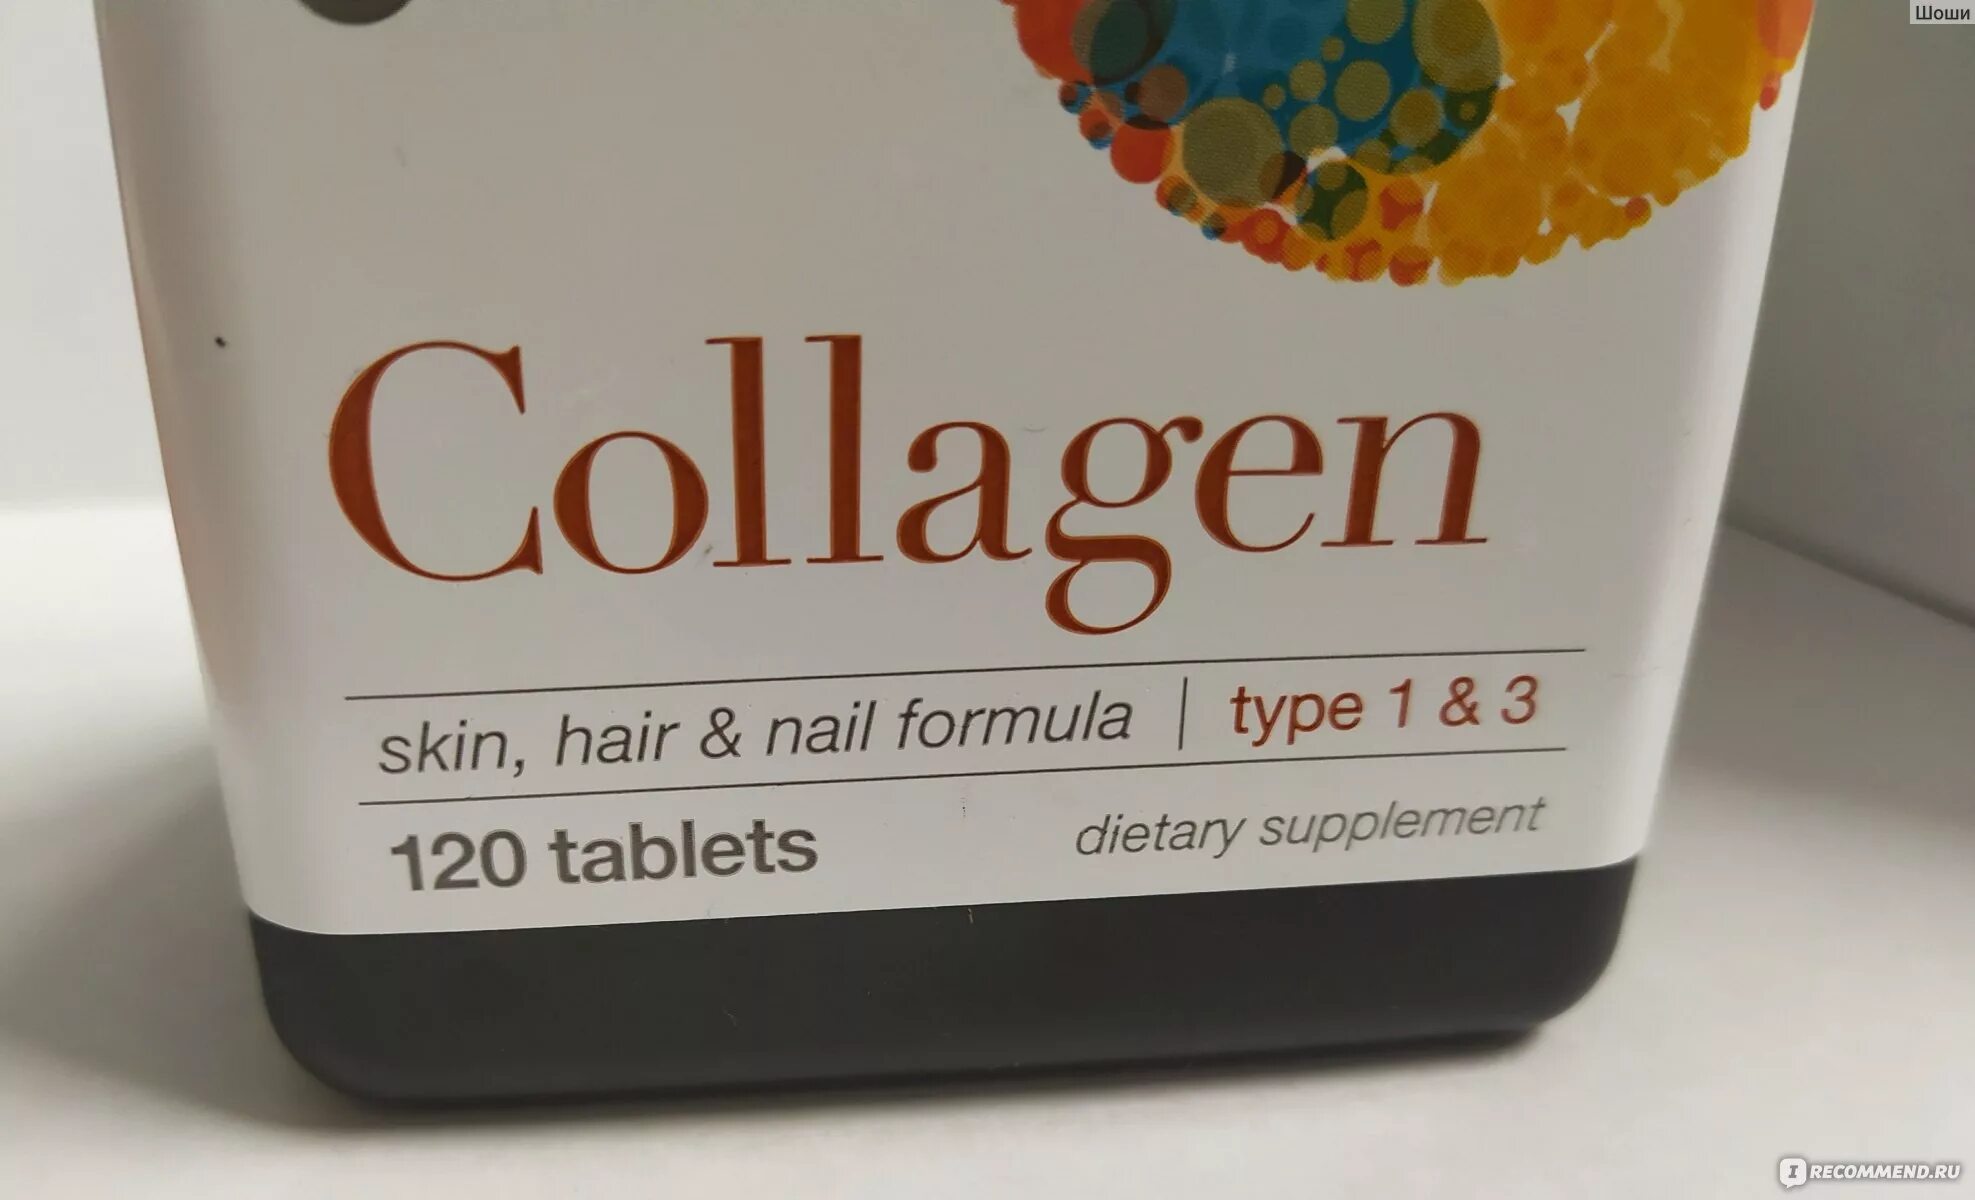 Шоши
Collagen
skin, hair & nail formula | type 1 & 3
120 tablets dietary supplement
I RECOMMEND.RU